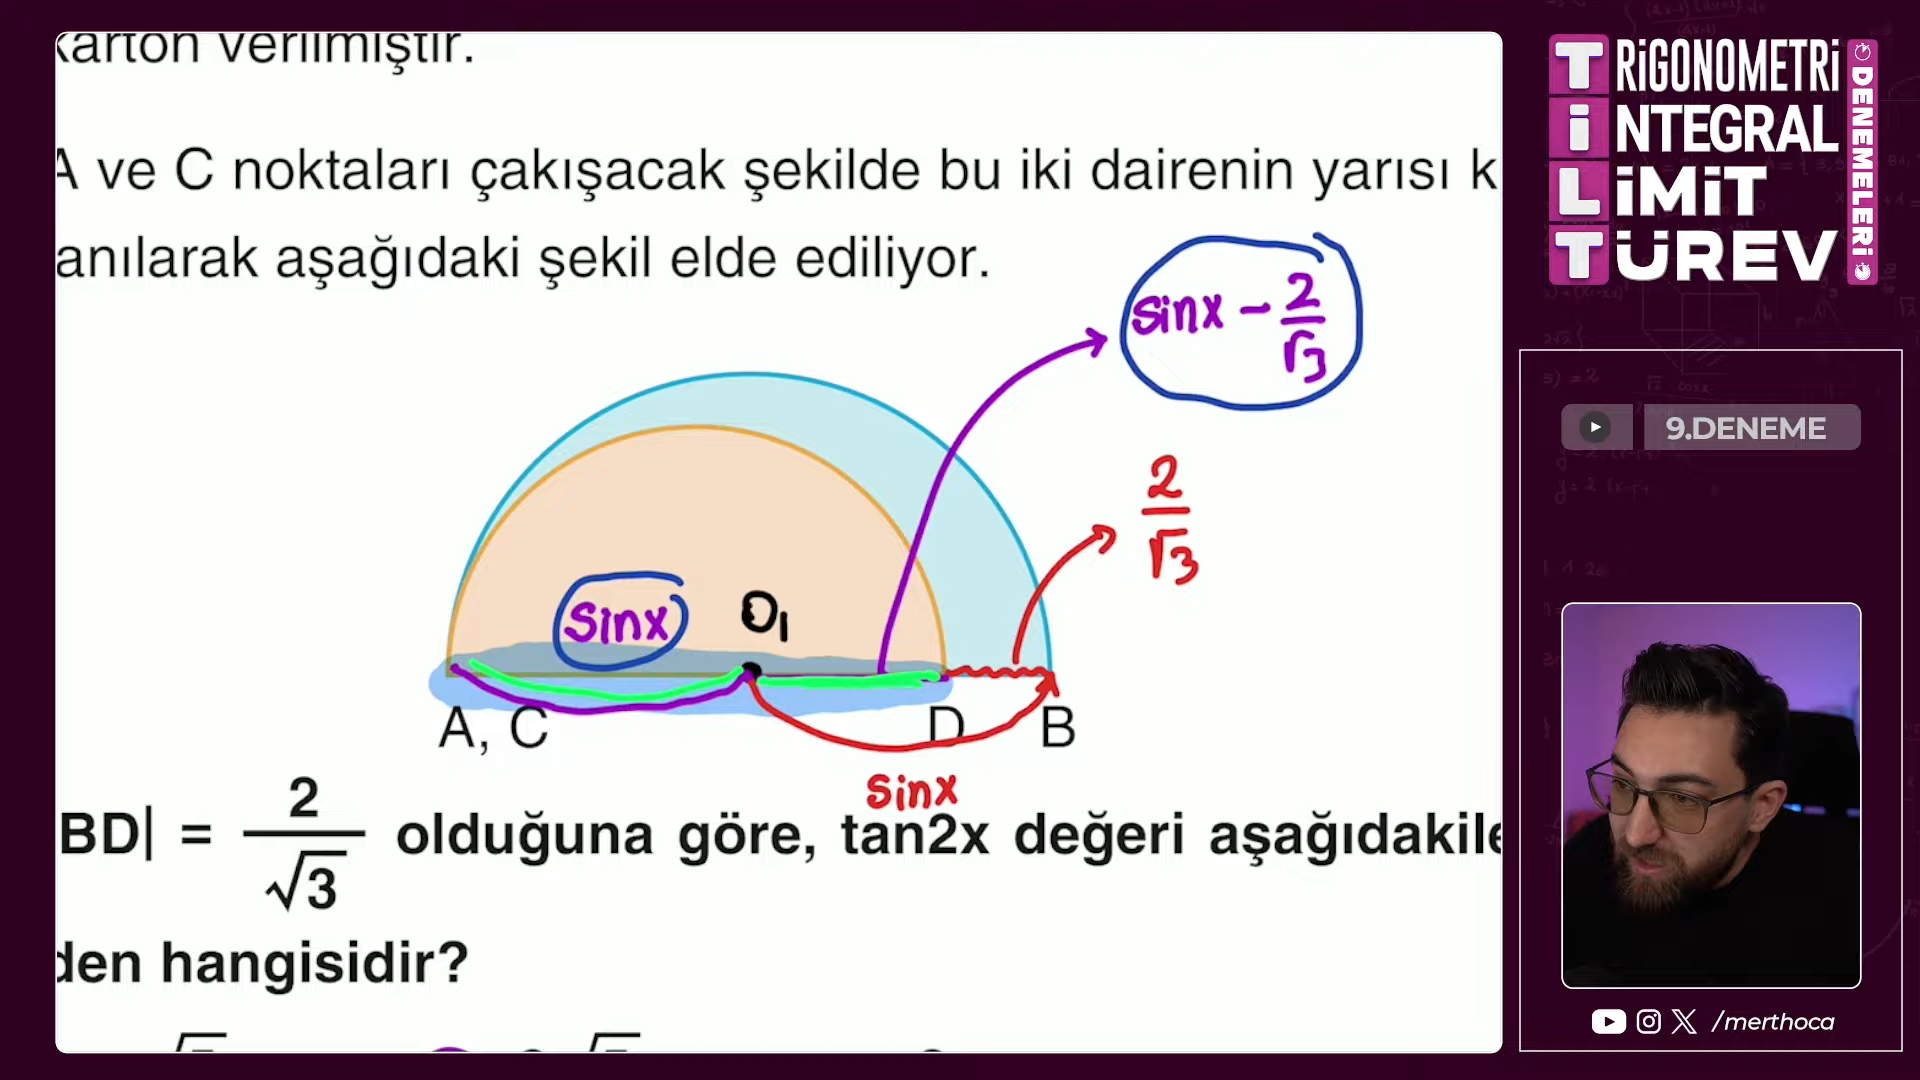 karton verilmiştir.
A ve C noktaları çakışacak şekilde bu iki dairenin yarısı k
anılarak aşağıdaki şekil elde ediliyor.
sinx - 2/√3
2/√3
sinx
O1
A, C
D
B
sinx
BD| = 2/√3 olduğuna göre, tan2x değeri aşağıdakile
den hangisidir?
TRiGONOMETRi
iNTEGRAL
LiMiT
TÜREV
DENEMELERi
9.DENEME
/merthoca